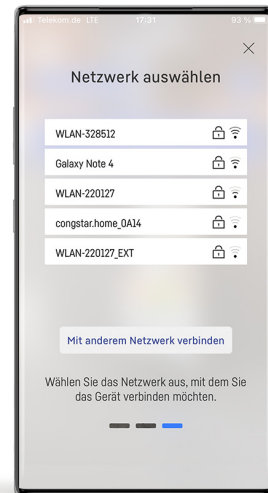 Telekom.de LTE 17:31 93 %
Netzwerk auswählen
WLAN-328512
Galaxy Note 4
WLAN-220127
congstar.home_0A14
WLAN-220127_EXT
Mit anderem Netzwerk verbinden
Wählen Sie das Netzwerk aus, mit dem Sie
das Gerät verbinden möchten.